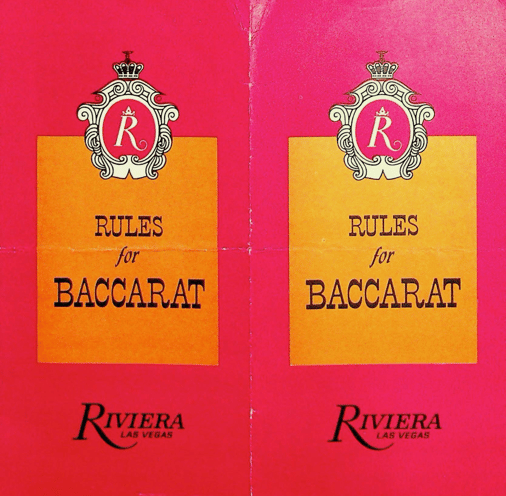 R
RULES
for
BACCARAT
RIVIERA
LAS VEGAS
R
RULES
for
BACCARAT
RIVIERA
LAS VEGAS